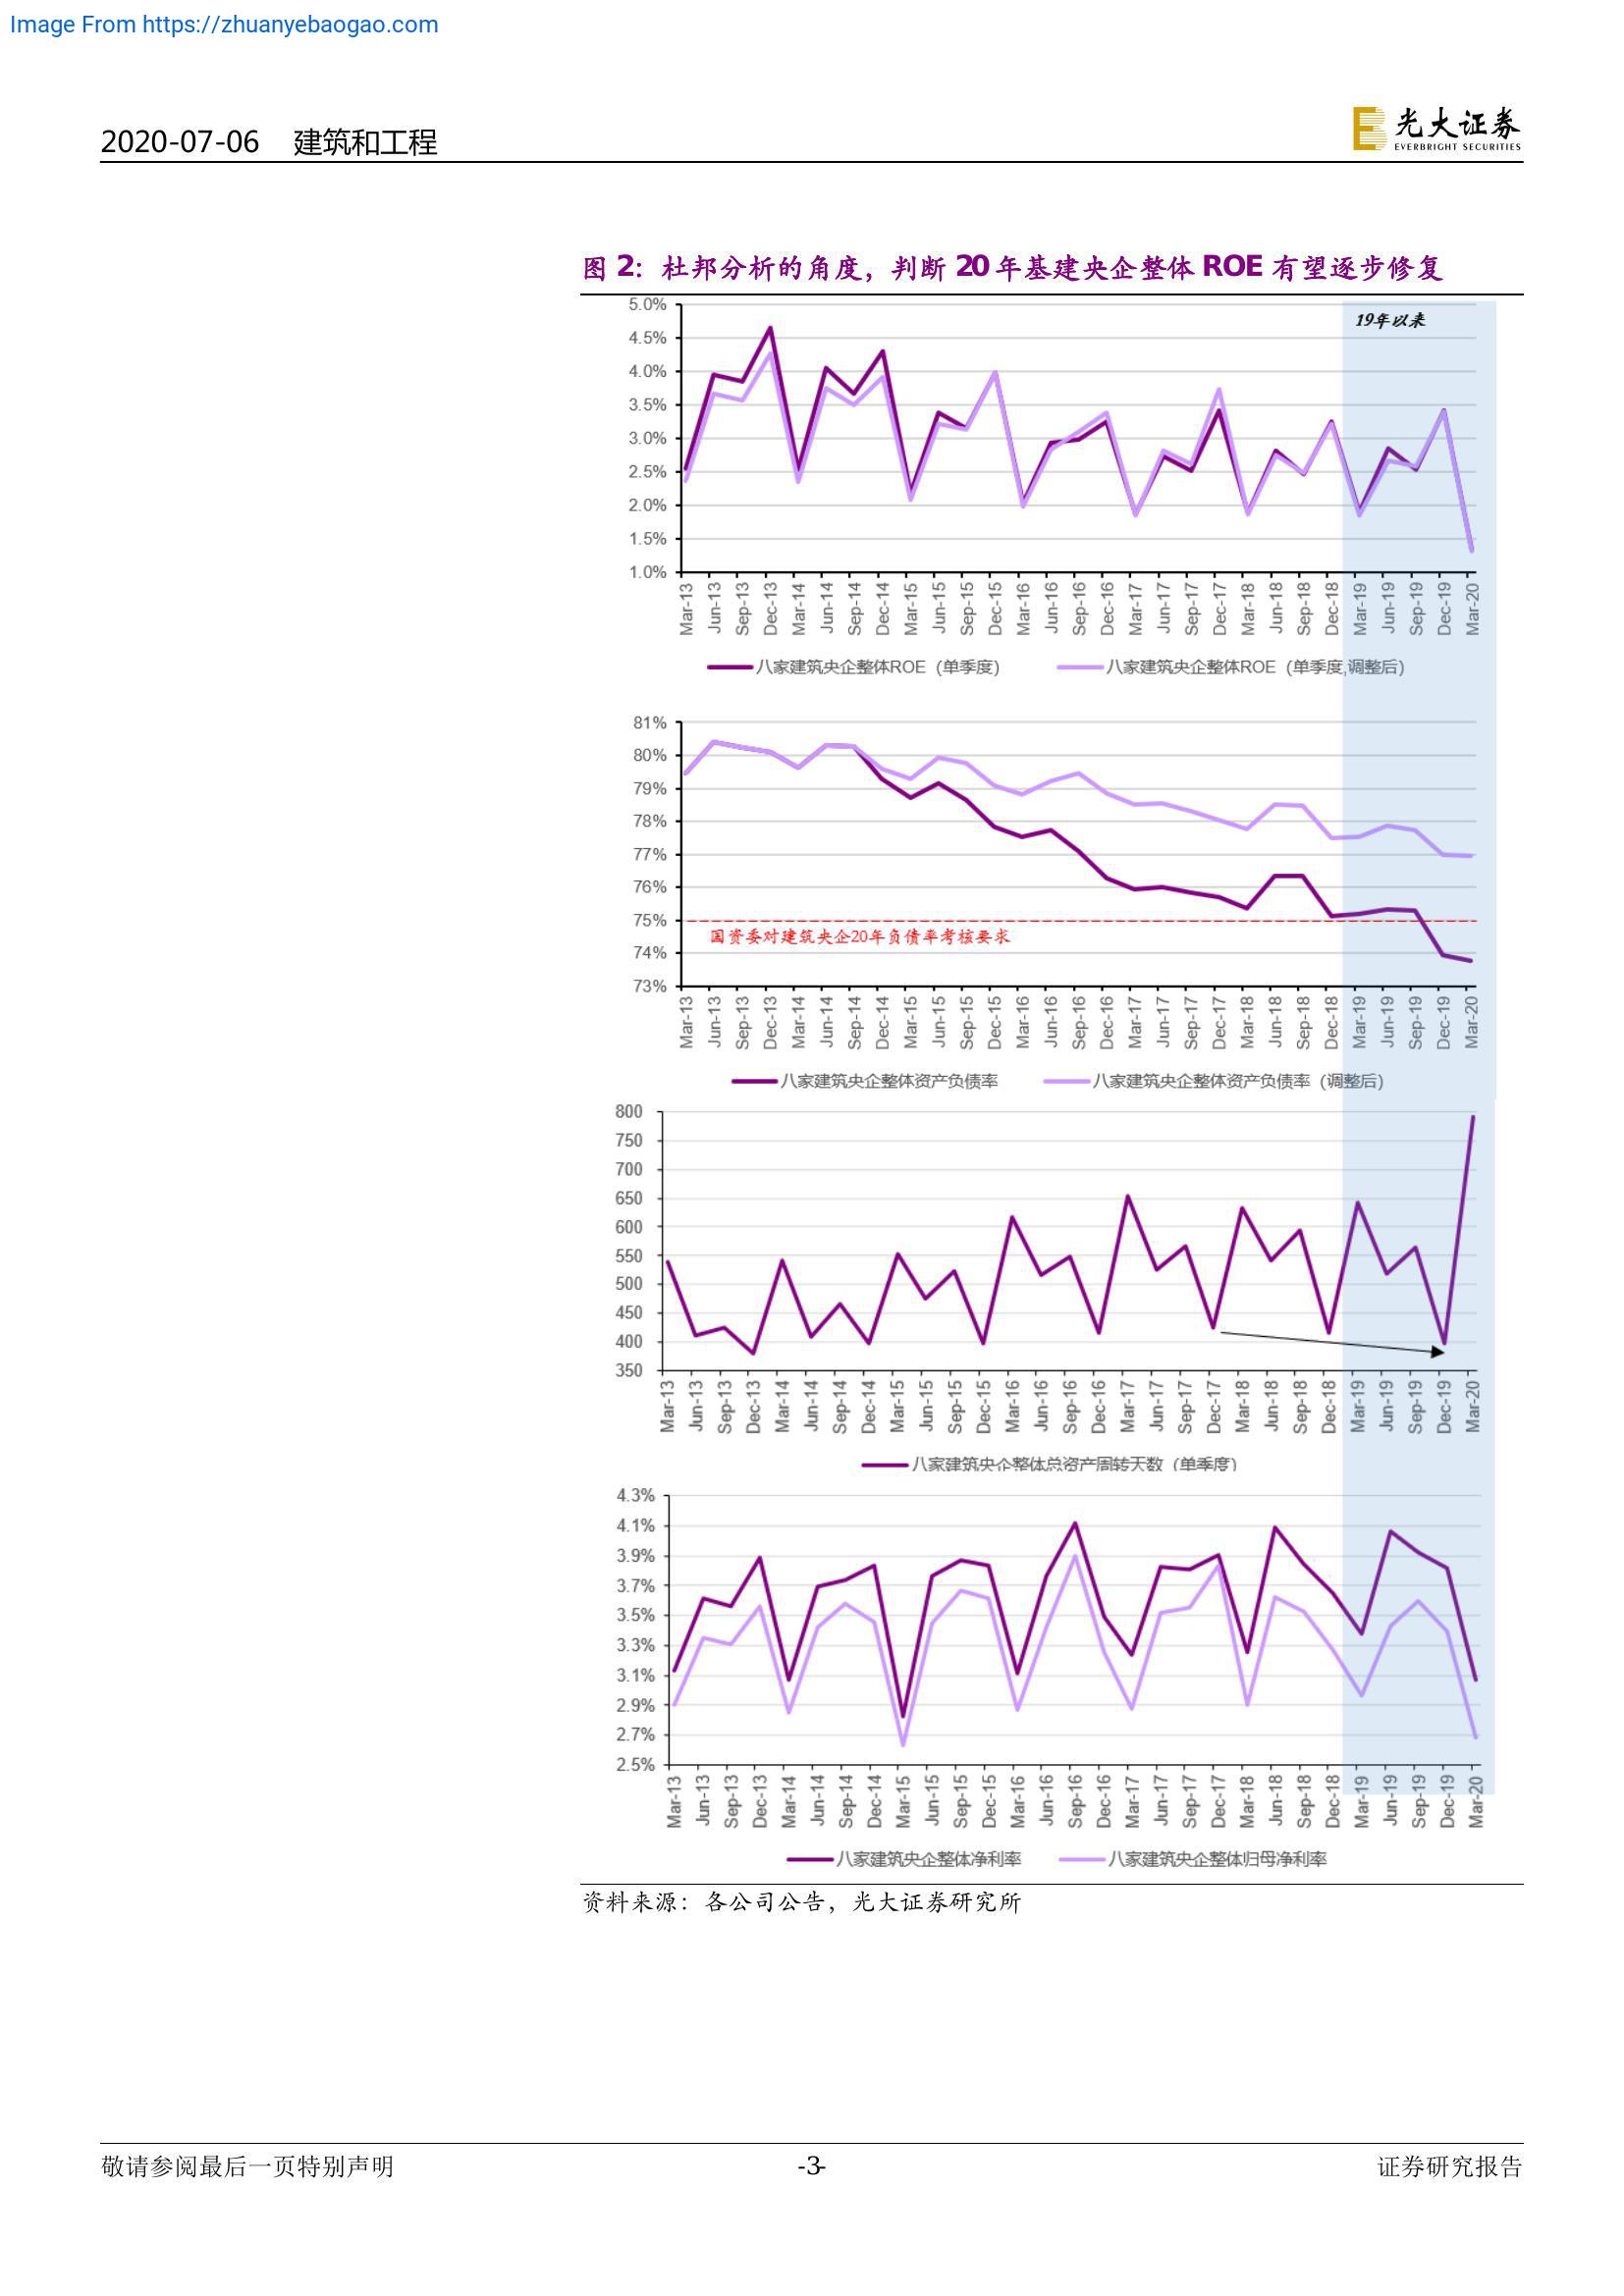 Image From https://zhuanyebaogao.com
2020-07-06 建筑和工程
光大证券
EVERBRIGHT SECURITIES
图 2：杜邦分析的角度，判断 20 年基建央企整体 ROE 有望逐步修复
19年以来
5.0%
4.5%
4.0%
3.5%
3.0%
2.5%
2.0%
1.5%
1.0%
Mar-13 Jun-13 Sep-13 Dec-13 Mar-14 Jun-14 Sep-14 Dec-14 Mar-15 Jun-15 Sep-15 Dec-15 Mar-16 Jun-16 Sep-16 Dec-16 Mar-17 Jun-17 Sep-17 Dec-17 Mar-18 Jun-18 Sep-18 Dec-18 Mar-19 Jun-19 Sep-19 Dec-19 Mar-20
八家建筑央企整体ROE（单季度） 八家建筑央企整体ROE（单季度,调整后）
81%
80%
79%
78%
77%
76%
75%
国资委对建筑央企20年负债率考核要求
74%
73%
Mar-13 Jun-13 Sep-13 Dec-13 Mar-14 Jun-14 Sep-14 Dec-14 Mar-15 Jun-15 Sep-15 Dec-15 Mar-16 Jun-16 Sep-16 Dec-16 Mar-17 Jun-17 Sep-17 Dec-17 Mar-18 Jun-18 Sep-18 Dec-18 Mar-19 Jun-19 Sep-19 Dec-19 Mar-20
八家建筑央企整体资产负债率 八家建筑央企整体资产负债率（调整后）
800
750
700
650
600
550
500
450
400
350
Mar-13 Jun-13 Sep-13 Dec-13 Mar-14 Jun-14 Sep-14 Dec-14 Mar-15 Jun-15 Sep-15 Dec-15 Mar-16 Jun-16 Sep-16 Dec-16 Mar-17 Jun-17 Sep-17 Dec-17 Mar-18 Jun-18 Sep-18 Dec-18 Mar-19 Jun-19 Sep-19 Dec-19 Mar-20
八家建筑央企整体总资产周转天数（单季度）
4.3%
4.1%
3.9%
3.7%
3.5%
3.3%
3.1%
2.9%
2.7%
2.5%
Mar-13 Jun-13 Sep-13 Dec-13 Mar-14 Jun-14 Sep-14 Dec-14 Mar-15 Jun-15 Sep-15 Dec-15 Mar-16 Jun-16 Sep-16 Dec-16 Mar-17 Jun-17 Sep-17 Dec-17 Mar-18 Jun-18 Sep-18 Dec-18 Mar-19 Jun-19 Sep-19 Dec-19 Mar-20
八家建筑央企整体净利率 八家建筑央企整体归母净利率
资料来源：各公司公告，光大证券研究所
敬请参阅最后一页特别声明 -3- 证券研究报告